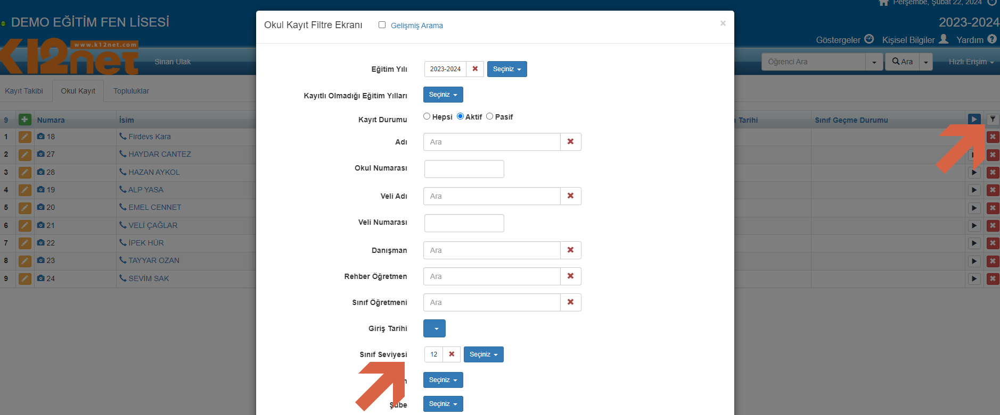 Perşembe, Şubat 22, 2024
DEMO EĞİTİM FEN LİSESİ
2023-2024
Göstergeler Kişisel Bilgiler Yardım
www.k12net.com
K12net
Sinan Ulak
Öğrenci Ara Ara Hızlı Erişim
Kayıt Takibi Okul Kayıt Topluluklar
9 Numara İsim Tarihi Sınıf Geçme Durumu
1 18 Firdevs Kara
2 27 HAYDAR CANTEZ
3 28 HAZAN AYKOL
4 19 ALP YASA
5 20 EMEL CENNET
6 21 VELİ ÇAĞLAR
7 22 İPEK HÜR
8 23 TAYYAR OZAN
9 24 SEVİM SAK
Okul Kayıt Filtre Ekranı Gelişmiş Arama ×
Eğitim Yılı 2023-2024 Seçiniz
Kayıtlı Olmadığı Eğitim Yılları Seçiniz
Kayıt Durumu Hepsi Aktif Pasif
Adı Ara
Okul Numarası
Veli Adı Ara
Veli Numarası
Danışman Ara
Rehber Öğretmen Ara
Sınıf Öğretmeni Ara
Giriş Tarihi
Sınıf Seviyesi 12 Seçiniz
Seçiniz
Şube Seçiniz